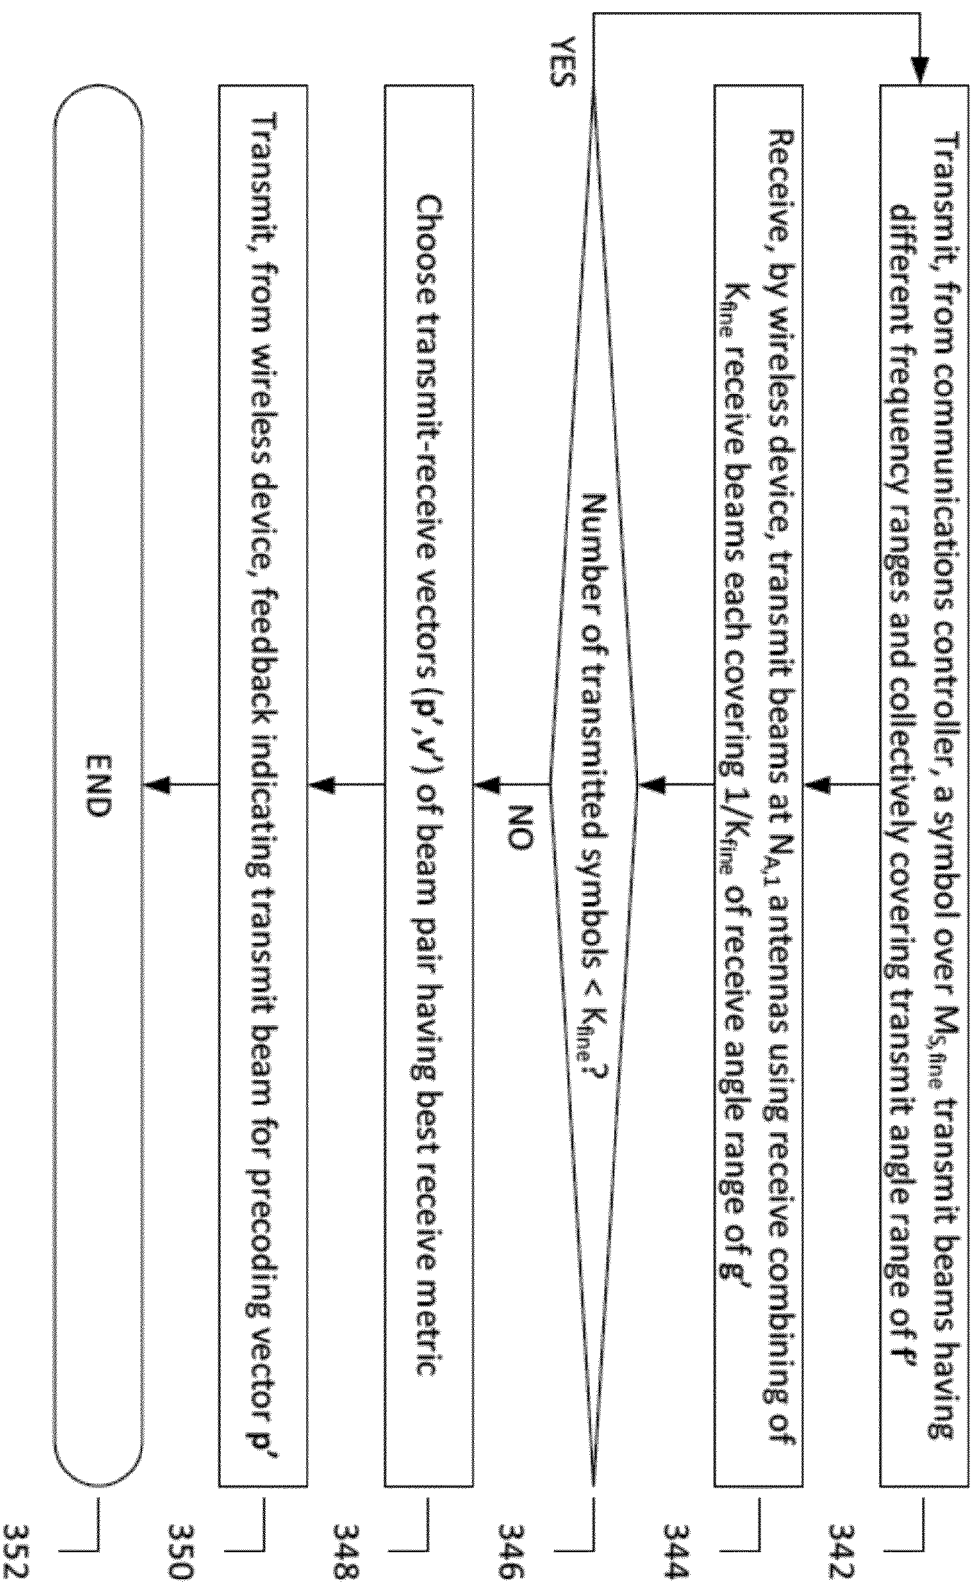 Transmit, from communications controller, a symbol over M_S,fine transmit beams having
different frequency ranges and collectively covering transmit angle range of f'
342
Receive, by wireless device, transmit beams at N_A,1 antennas using receive combining of
K_fine receive beams each covering 1/K_fine of receive angle range of g'
344
YES
Number of transmitted symbols < K_fine?
346
NO
Choose transmit-receive vectors (p',v') of beam pair having best receive metric
348
Transmit, from wireless device, feedback indicating transmit beam for precoding vector p'
350
END
352